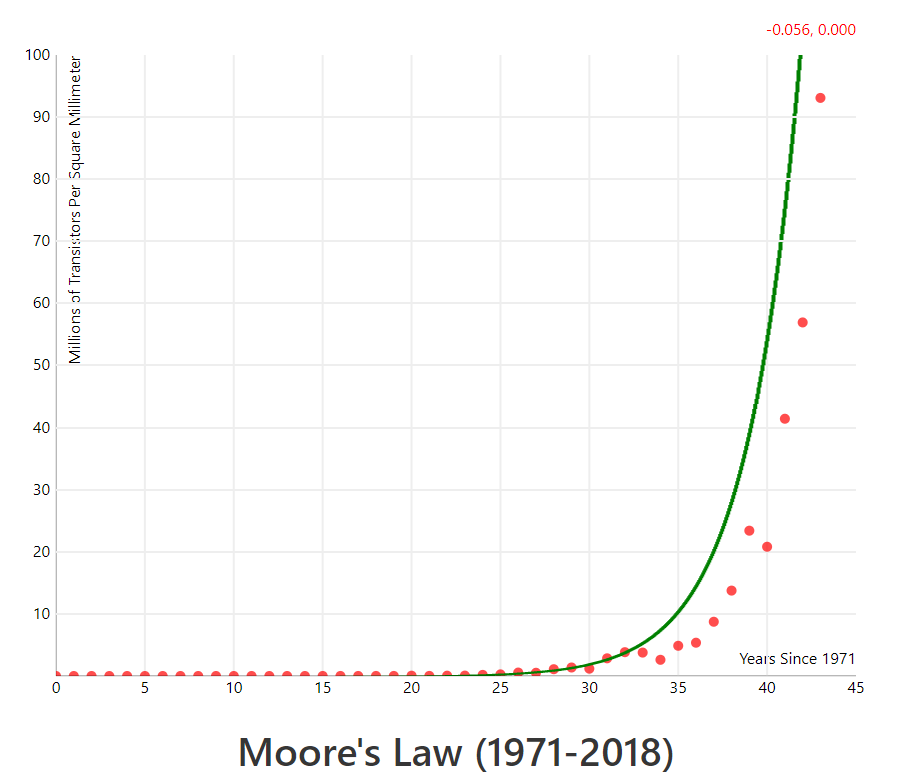 -0.056, 0.000
100
90
80
70
60
50
40
30
20
10
Millions of Transistors Per Square Millimeter
Years Since 1971
0 5 10 15 20 25 30 35 40 45
Moore's Law (1971-2018)